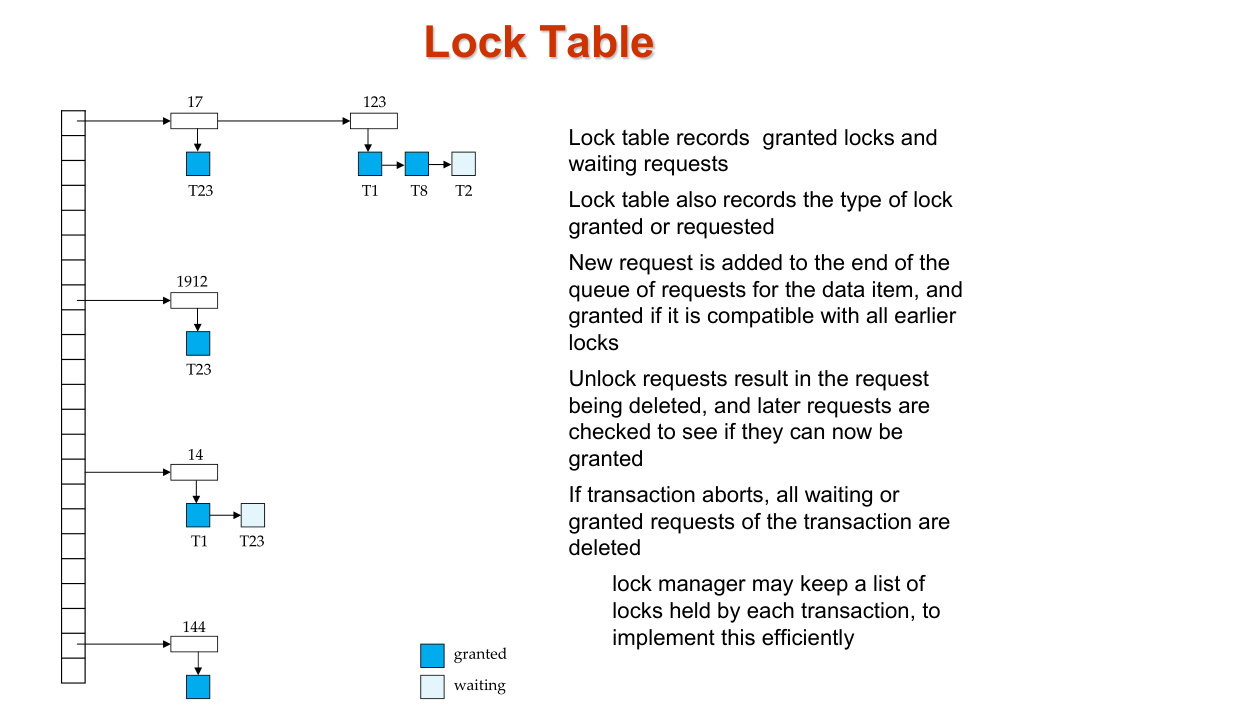 Lock Table
17
123
T23
T1
T8
T2
1912
T23
14
T1
T23
144
granted
waiting
Lock table records  granted locks and
waiting requests
Lock table also records the type of lock
granted or requested
New request is added to the end of the
queue of requests for the data item, and
granted if it is compatible with all earlier
locks
Unlock requests result in the request
being deleted, and later requests are
checked to see if they can now be
granted
If transaction aborts, all waiting or
granted requests of the transaction are
deleted
lock manager may keep a list of
locks held by each transaction, to
implement this efficiently